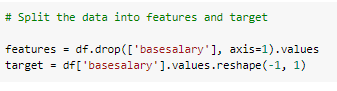 # Split the data into features and target
features = df.drop(['basesalary'], axis=1).values
target = df['basesalary'].values.reshape(-1, 1)